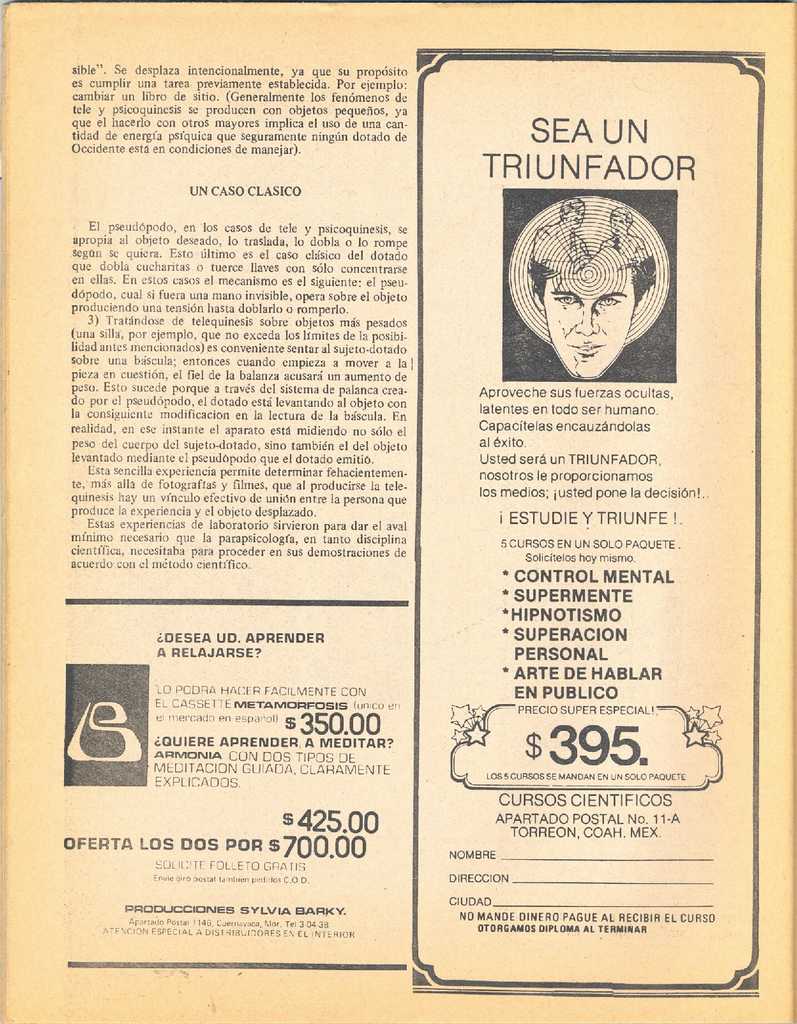 sible". Se desplaza intencionalmente, ya que su propósito
es cumplir una tarea previamente establecida. Por ejemplo:
cambiar un libro de sitio. (Generalmente los fenómenos de
tele y psicoquinesis se producen con objetos pequeños, ya
que el hacerlo con otros mayores implica el uso de una can-
tidad de energía psíquica que seguramente ningún dotado de
Occidente está en condiciones de manejar).
UN CASO CLASICO
El pseudópodo, en los casos de tele y psicoquinesis, se
apropia al objeto deseado, lo traslada, lo dobla o lo rompe
según se quiera. Esto último es el caso clásico del dotado
que dobla cucharitas o tuerce llaves con sólo concentrarse
en ellas. En estos casos el mecanismo es el siguiente: el pseu-
dópodo, cual si fuera una mano invisible, opera sobre el objeto
produciendo una tensión hasta doblarlo o romperlo.
3) Tratándose de telequinesis sobre objetos más pesados
(una silla, por ejemplo, que no exceda los límites de la posibi-
lidad antes mencionados) es conveniente sentar al sujeto-dotado
sobre una báscula; entonces cuando empieza a mover a la
pieza en cuestión, el fiel de la balanza acusará un aumento de
peso. Esto sucede porque a través del sistema de palanca crea-
do por el pseudópodo, el dotado está levantando al objeto con
la consiguiente modificacion en la lectura de la báscula. En
realidad, en ese instante el aparato está midiendo no sólo el
peso del cuerpo del sujeto-dotado, sino también el del objeto
levantado mediante el pseudópodo que el dotado emitió.
Esta sencilla experiencia permite determinar fehacientemen-
te, más allá de fotografías y filmes, que al producirse la tele-
quinesis hay un vínculo efectivo de unión entre la persona que
produce la experiencia y el objeto desplazado.
Estas experiencias de laboratorio sirvieron para dar el aval
mínimo necesario que la parapsicología, en tanto disciplina
científica, necesitaba para proceder en sus demostraciones de
acuerdo con el método científico.
¿DESEA UD. APRENDER
A RELAJARSE?
LO PODRA HACER FACILMENTE CON
EL CASSETTE METAMORFOSIS (unico en
el mercado en español) $350.00
¿QUIERE APRENDER A MEDITAR?
ARMONIA CON DOS TIPOS DE
MEDITACION GUIADA, CLARAMENTE
EXPLICADOS.
$425.00
OFERTA LOS DOS POR $700.00
SOLICITE FOLLETO GRATIS
Envie giro postal tambien pedidos C.O.D.
PRODUCCIONES SYLVIA BARKY.
Apartado Postal 1146, Cuernavaca, Mor. Tel 3-04-38
ATENCION ESPECIAL A DISTRIBUIDORES EN EL INTERIOR
SEA UN
TRIUNFADOR
Aproveche sus fuerzas ocultas,
latentes en todo ser humano.
Capacítelas encauzándolas
al éxito.
Usted será un TRIUNFADOR,
nosotros le proporcionamos
los medios; ¡usted pone la decisión!..
¡ ESTUDIE Y TRIUNFE !.
5 CURSOS EN UN SOLO PAQUETE.
Solicítelos hoy mismo.
* CONTROL MENTAL
* SUPERMENTE
* HIPNOTISMO
* SUPERACION
PERSONAL
* ARTE DE HABLAR
EN PUBLICO
PRECIO SUPER ESPECIAL!
$395.
LOS 5 CURSOS SE MANDAN EN UN SOLO PAQUETE
CURSOS CIENTIFICOS
APARTADO POSTAL No. 11-A
TORREON, COAH. MEX.
NOMBRE
DIRECCION
CIUDAD
NO MANDE DINERO PAGUE AL RECIBIR EL CURSO
OTORGAMOS DIPLOMA AL TERMINAR